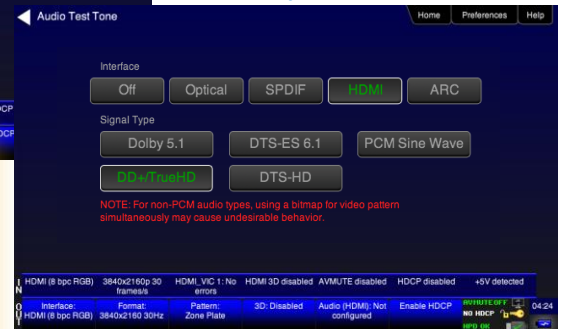 Audio Test Tone
Home Preferences Help
Interface
Off Optical SPDIF HDMI ARC
Signal Type
Dolby 5.1 DTS-ES 6.1 PCM Sine Wave
DD+/TrueHD DTS-HD
NOTE: For non-PCM audio types, using a bitmap for video pattern
simultaneously may cause undesirable behavior.
IN HDMI (8 bpc RGB) 3840x2160p 30 HDMI_VIC 1: No HDMI 3D disabled AVMUTE disabled HDCP disabled +5V detected
frames/s errors
OUT Interface: Format: Pattern: 3D: Disabled Audio (HDMI): Not Enable HDCP AVMUTE OFF 04:24
HDMI (8 bpc RGB) 3840x2160 30Hz Zone Plate configured NO HDCP
HPD OK